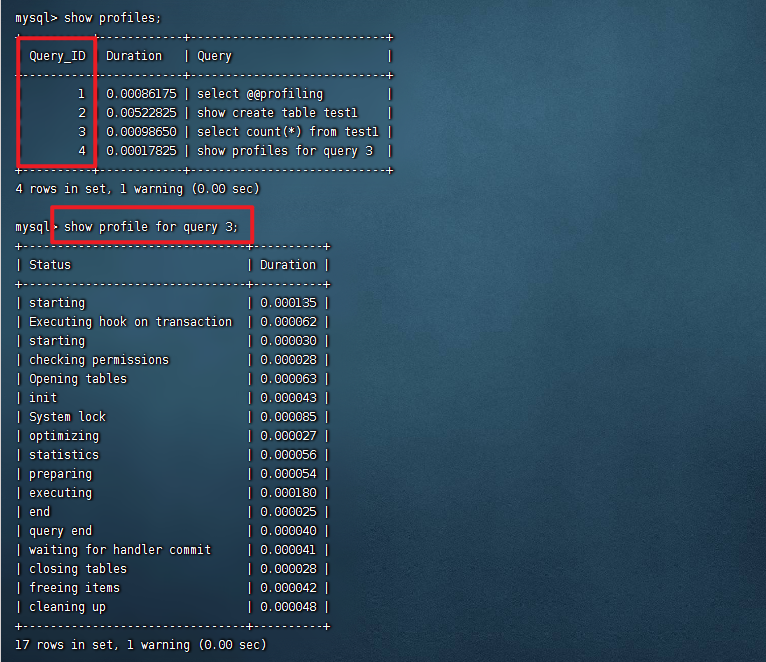 mysql> show profiles;
+----------+------------+---------------------------+
| Query_ID | Duration   | Query                     |
+----------+------------+---------------------------+
|        1 | 0.00086175 | select @@profiling        |
|        2 | 0.00522825 | show create table test1   |
|        3 | 0.00098650 | select count(*) from test1 |
|        4 | 0.00017825 | show profiles for query 3 |
+----------+------------+---------------------------+
4 rows in set, 1 warning (0.00 sec)
mysql> show profile for query 3;
+--------------------------------+----------+
| Status                         | Duration |
+--------------------------------+----------+
| starting                       | 0.000135 |
| Executing hook on transaction  | 0.000062 |
| starting                       | 0.000030 |
| checking permissions           | 0.000028 |
| Opening tables                 | 0.000063 |
| init                           | 0.000043 |
| System lock                    | 0.000085 |
| optimizing                     | 0.000027 |
| statistics                     | 0.000056 |
| preparing                      | 0.000054 |
| executing                      | 0.000180 |
| end                            | 0.000025 |
| query end                      | 0.000040 |
| waiting for handler commit     | 0.000041 |
| closing tables                 | 0.000028 |
| freeing items                  | 0.000042 |
| cleaning up                    | 0.000048 |
+--------------------------------+----------+
17 rows in set, 1 warning (0.00 sec)